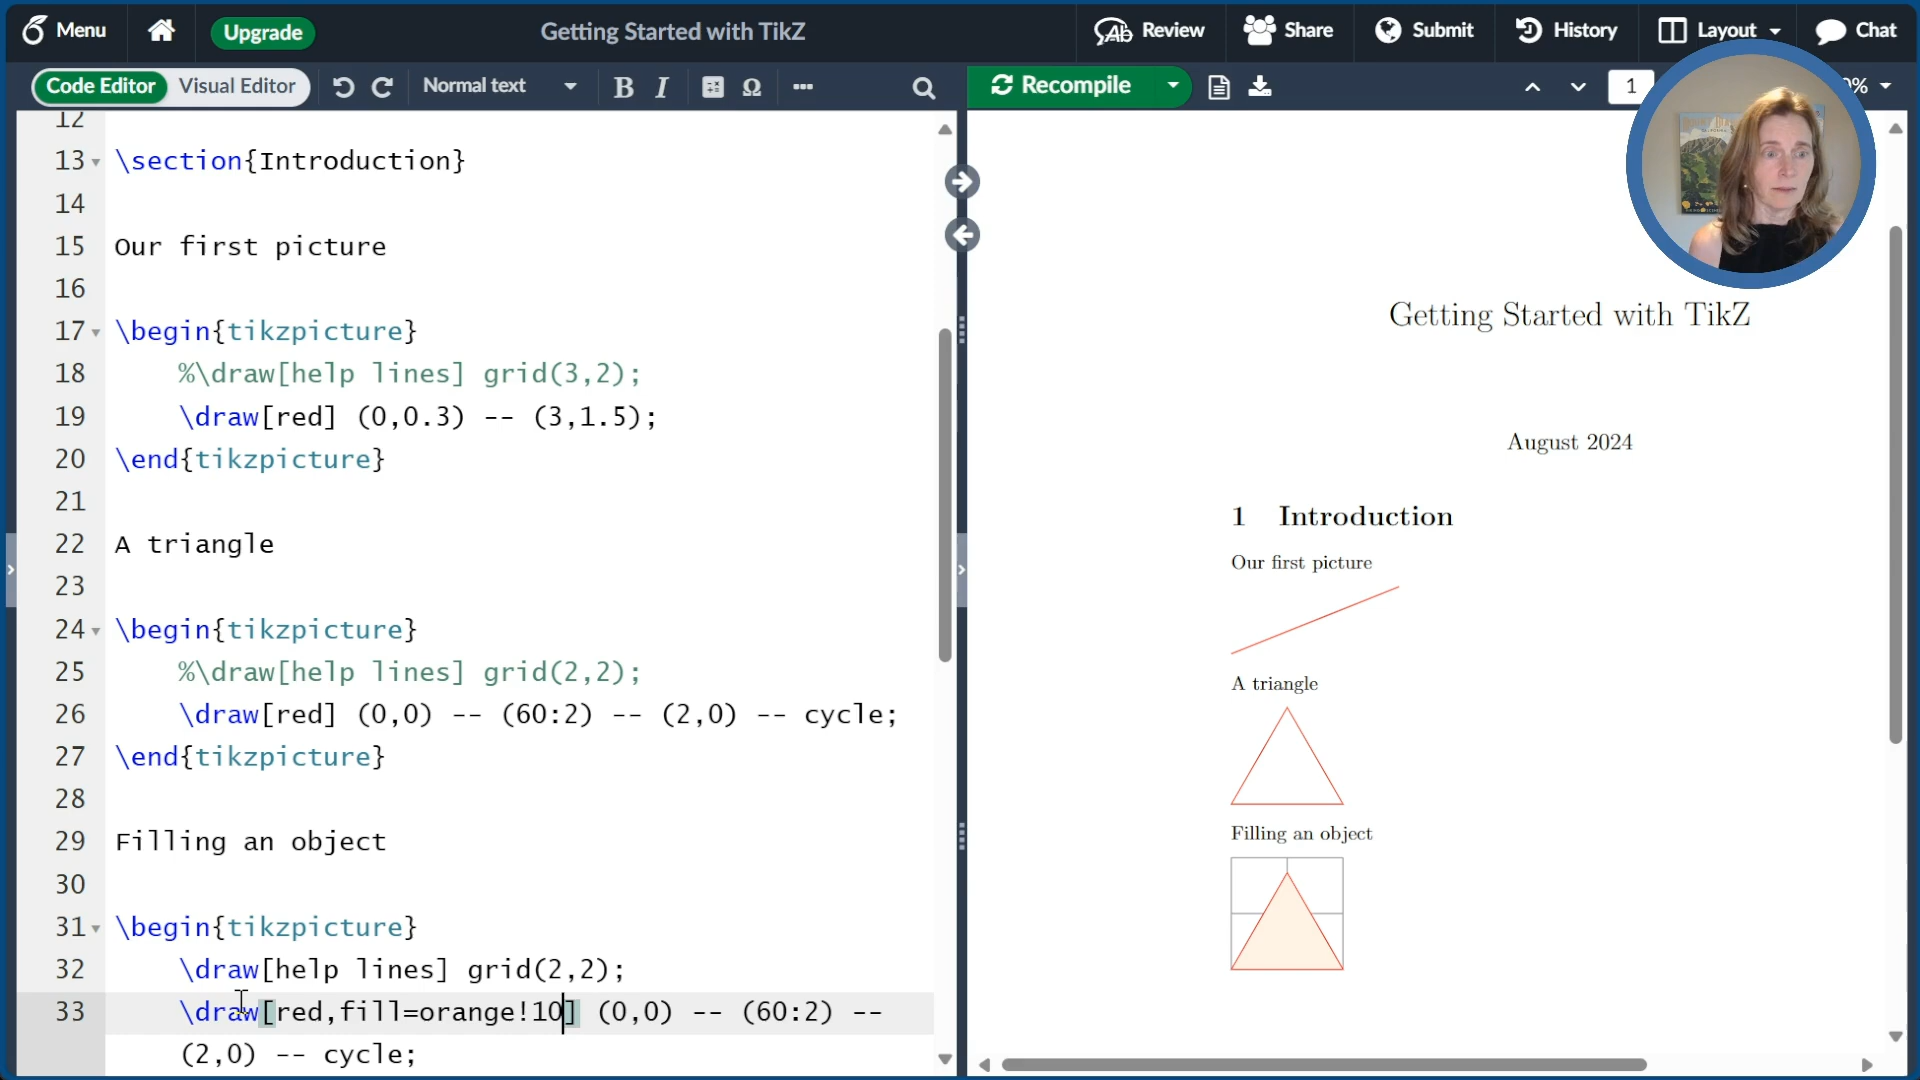 Menu
Upgrade
Getting Started with TikZ
Review
Share
Submit
History
Layout
Chat
Code Editor
Visual Editor
Normal text
B
I
Ω
Recompile
1
0%
12
13 \section{Introduction}
14
15 Our first picture
16
17 \begin{tikzpicture}
18 %\draw[help lines] grid(3,2);
19 \draw[red] (0,0.3) -- (3,1.5);
20 \end{tikzpicture}
21
22 A triangle
23
24 \begin{tikzpicture}
25 %\draw[help lines] grid(2,2);
26 \draw[red] (0,0) -- (60:2) -- (2,0) -- cycle;
27 \end{tikzpicture}
28
29 Filling an object
30
31 \begin{tikzpicture}
32 \draw[help lines] grid(2,2);
33 \draw[red,fill=orange!10] (0,0) -- (60:2) --
(2,0) -- cycle;
Getting Started with TikZ
August 2024
1 Introduction
Our first picture
A triangle
Filling an object